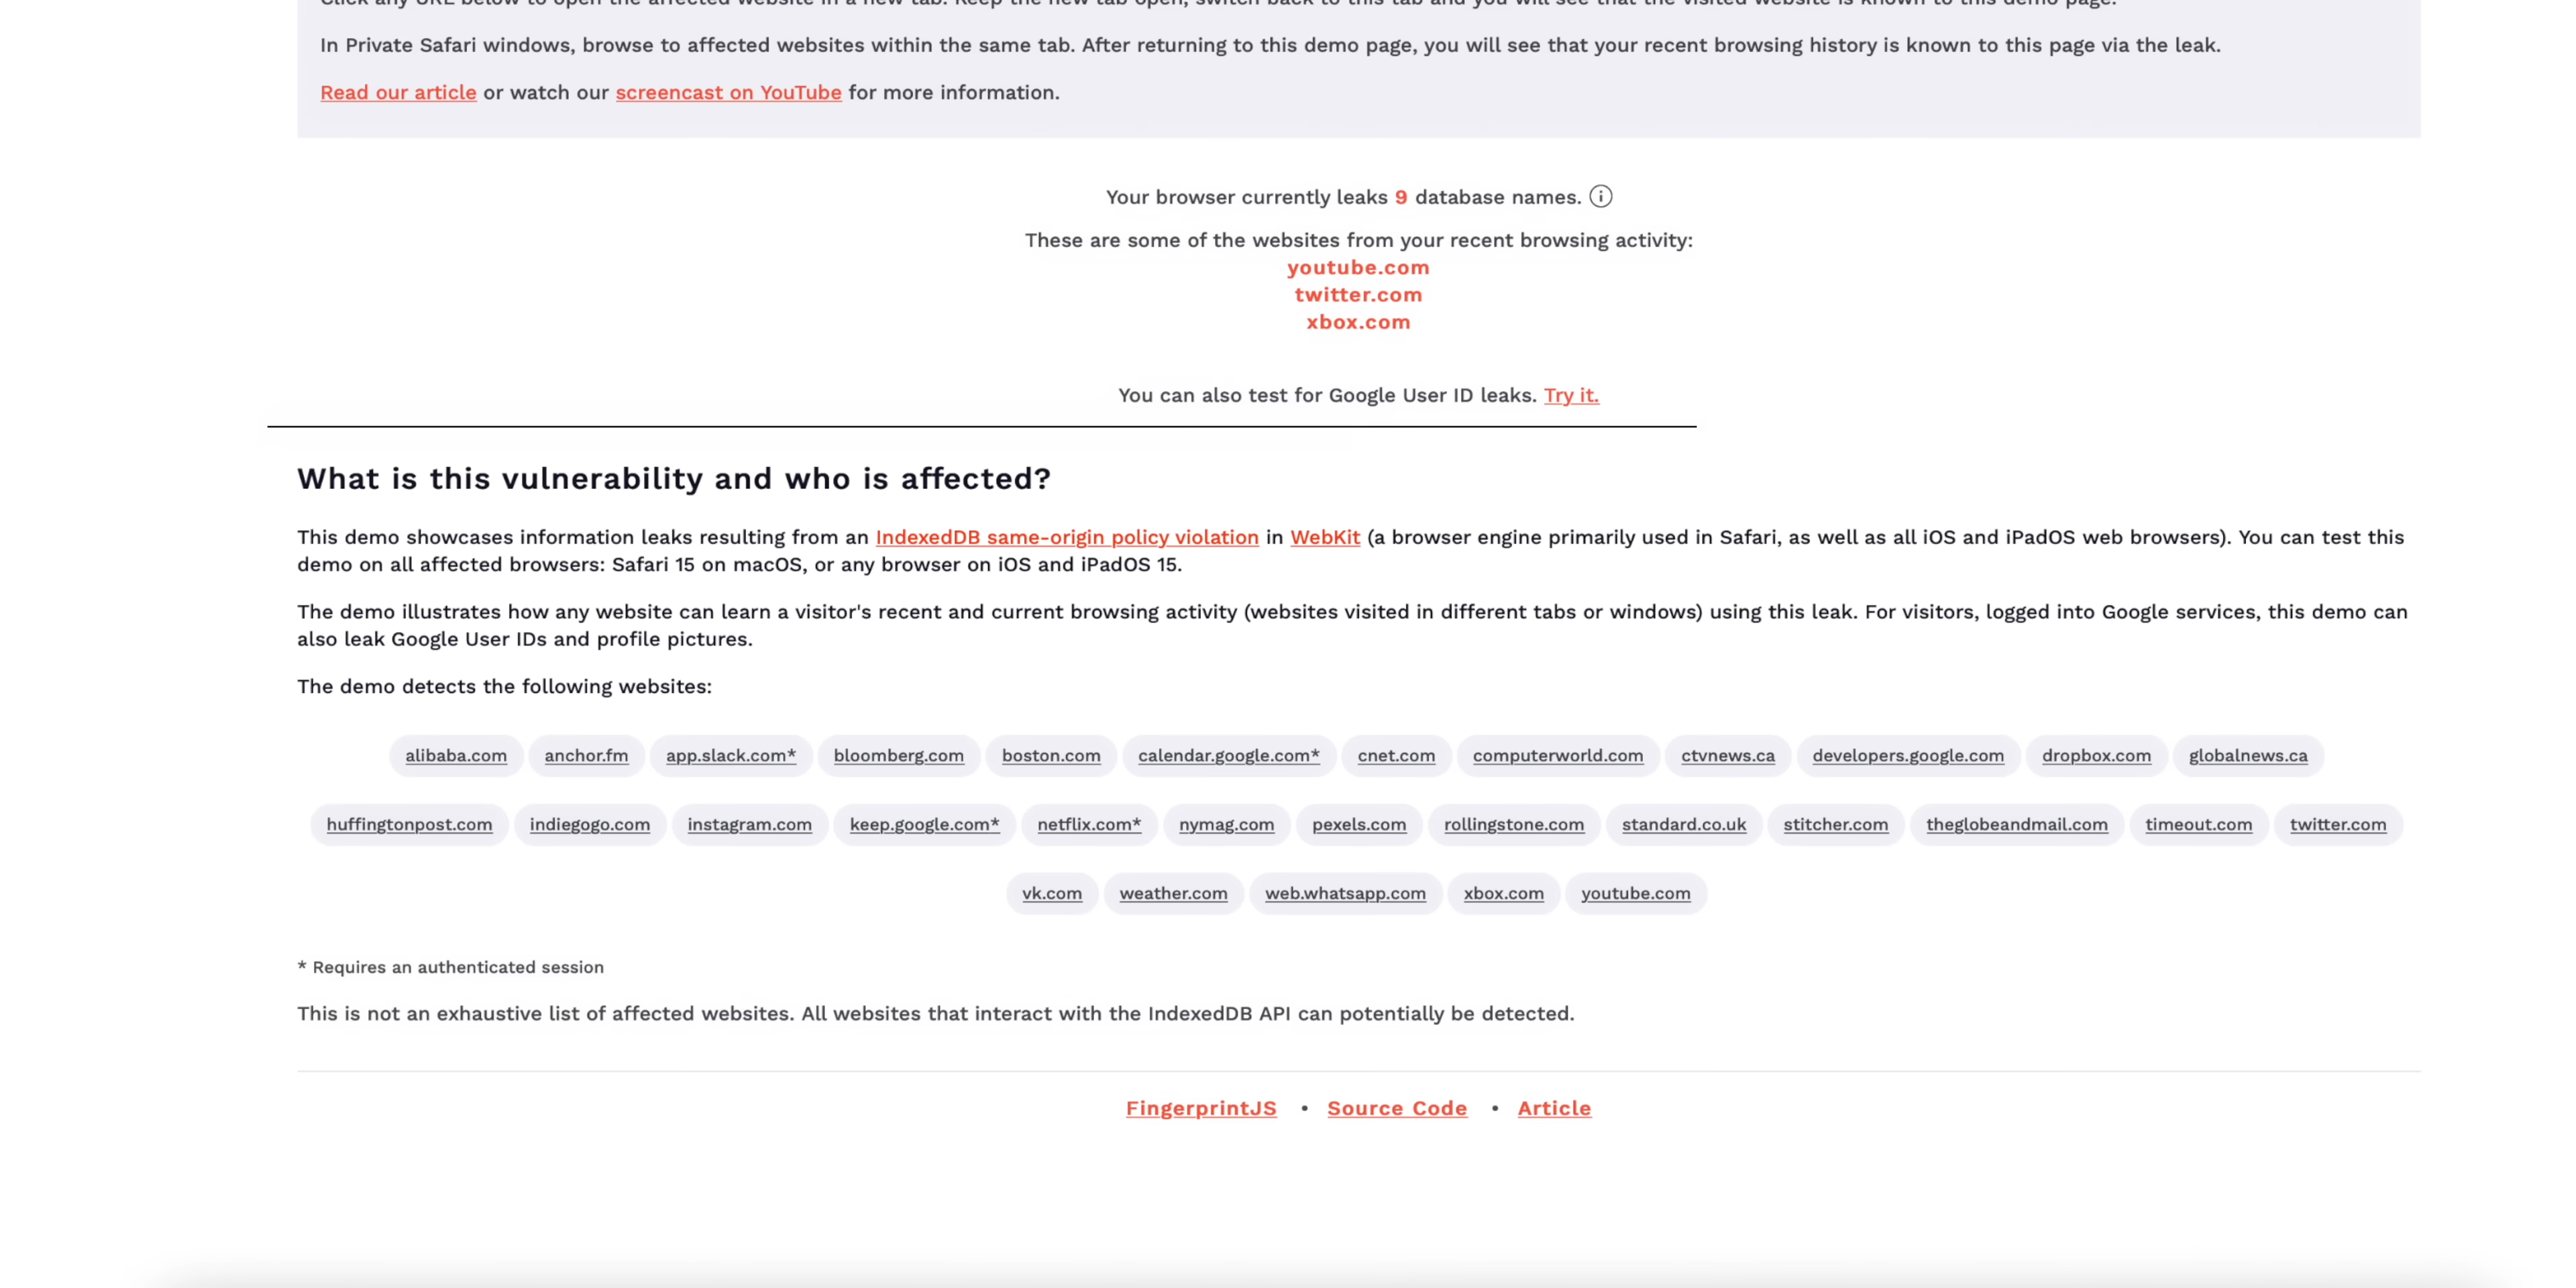 Click any URL below to open the affected website in a new tab. Keep the new tab open, switch back to this tab and you will see that the visited website is known to this demo page.
In Private Safari windows, browse to affected websites within the same tab. After returning to this demo page, you will see that your recent browsing history is known to this page via the leak.
Read our article or watch our screencast on YouTube for more information.
Your browser currently leaks 9 database names.
These are some of the websites from your recent browsing activity:
youtube.com
twitter.com
xbox.com
You can also test for Google User ID leaks. Try it.
What is this vulnerability and who is affected?
This demo showcases information leaks resulting from an IndexedDB same-origin policy violation in WebKit (a browser engine primarily used in Safari, as well as all iOS and iPadOS web browsers). You can test this
demo on all affected browsers: Safari 15 on macOS, or any browser on iOS and iPadOS 15.
The demo illustrates how any website can learn a visitor's recent and current browsing activity (websites visited in different tabs or windows) using this leak. For visitors, logged into Google services, this demo can
also leak Google User IDs and profile pictures.
The demo detects the following websites:
alibaba.com anchor.fm app.slack.com* bloomberg.com boston.com calendar.google.com* cnet.com computerworld.com ctvnews.ca developers.google.com dropbox.com globalnews.ca
huffingtonpost.com indiegogo.com instagram.com keep.google.com* netflix.com* nymag.com pexels.com rollingstone.com standard.co.uk stitcher.com theglobeandmail.com timeout.com twitter.com
vk.com weather.com web.whatsapp.com xbox.com youtube.com
* Requires an authenticated session
This is not an exhaustive list of affected websites. All websites that interact with the IndexedDB API can potentially be detected.
FingerprintJS • Source Code • Article